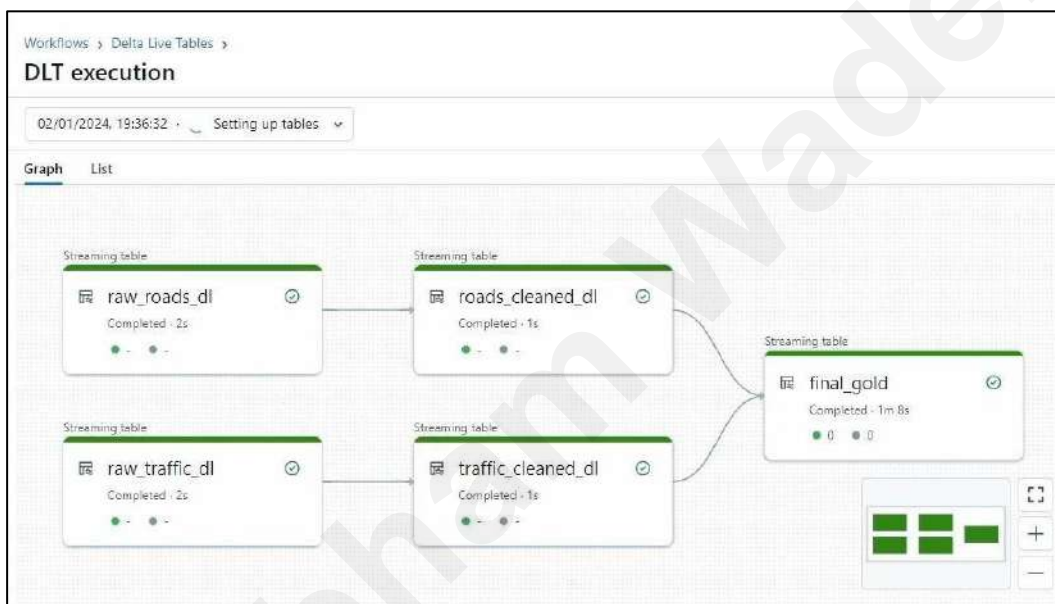 Workflows > Delta Live Tables >
DLT execution
02/01/2024, 19:36:32 · Setting up tables
Graph List
Streaming table
raw_roads_dl
Completed · 2s
- -
Streaming table
roads_cleaned_dl
Completed · 1s
- -
Streaming table
final_gold
Completed · 1m 8s
0 0
Streaming table
raw_traffic_dl
Completed · 2s
- -
Streaming table
traffic_cleaned_dl
Completed · 1s
- -
ham Wade